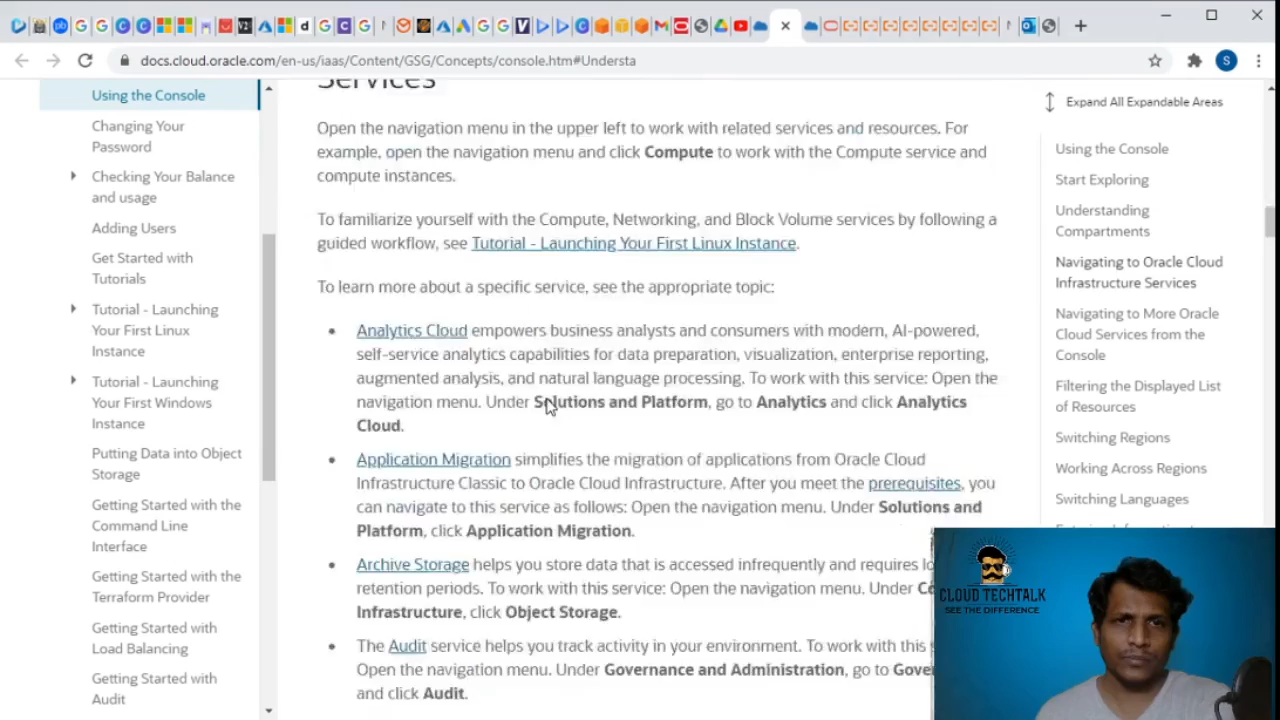 docs.cloud.oracle.com/en-us/iaas/Content/GSG/Concepts/console.htm#Understa
S
Using the Console
Changing Your
Password
Checking Your Balance
and usage
Adding Users
Get Started with
Tutorials
Tutorial - Launching
Your First Linux
Instance
Tutorial - Launching
Your First Windows
Instance
Putting Data into Object
Storage
Getting Started with the
Command Line
Interface
Getting Started with the
Terraform Provider
Getting Started with
Load Balancing
Getting Started with
Audit
Services
Open the navigation menu in the upper left to work with related services and resources. For
example, open the navigation menu and click Compute to work with the Compute service and
compute instances.
To familiarize yourself with the Compute, Networking, and Block Volume services by following a
guided workflow, see Tutorial - Launching Your First Linux Instance.
To learn more about a specific service, see the appropriate topic:
• Analytics Cloud empowers business analysts and consumers with modern, AI-powered,
self-service analytics capabilities for data preparation, visualization, enterprise reporting,
augmented analysis, and natural language processing. To work with this service: Open the
navigation menu. Under Solutions and Platform, go to Analytics and click Analytics
Cloud.
• Application Migration simplifies the migration of applications from Oracle Cloud
Infrastructure Classic to Oracle Cloud Infrastructure. After you meet the prerequisites, you
can navigate to this service as follows: Open the navigation menu. Under Solutions and
Platform, click Application Migration.
• Archive Storage helps you store data that is accessed infrequently and requires lo
retention periods. To work with this service: Open the navigation menu. Under Co
Infrastructure, click Object Storage.
• The Audit service helps you track activity in your environment. To work with this s
Open the navigation menu. Under Governance and Administration, go to Gove
and click Audit.
Expand All Expandable Areas
Using the Console
Start Exploring
Understanding
Compartments
Navigating to Oracle Cloud
Infrastructure Services
Navigating to More Oracle
Cloud Services from the
Console
Filtering the Displayed List
of Resources
Switching Regions
Working Across Regions
Switching Languages
CLOUD TECHTALK
SEE THE DIFFERENCE